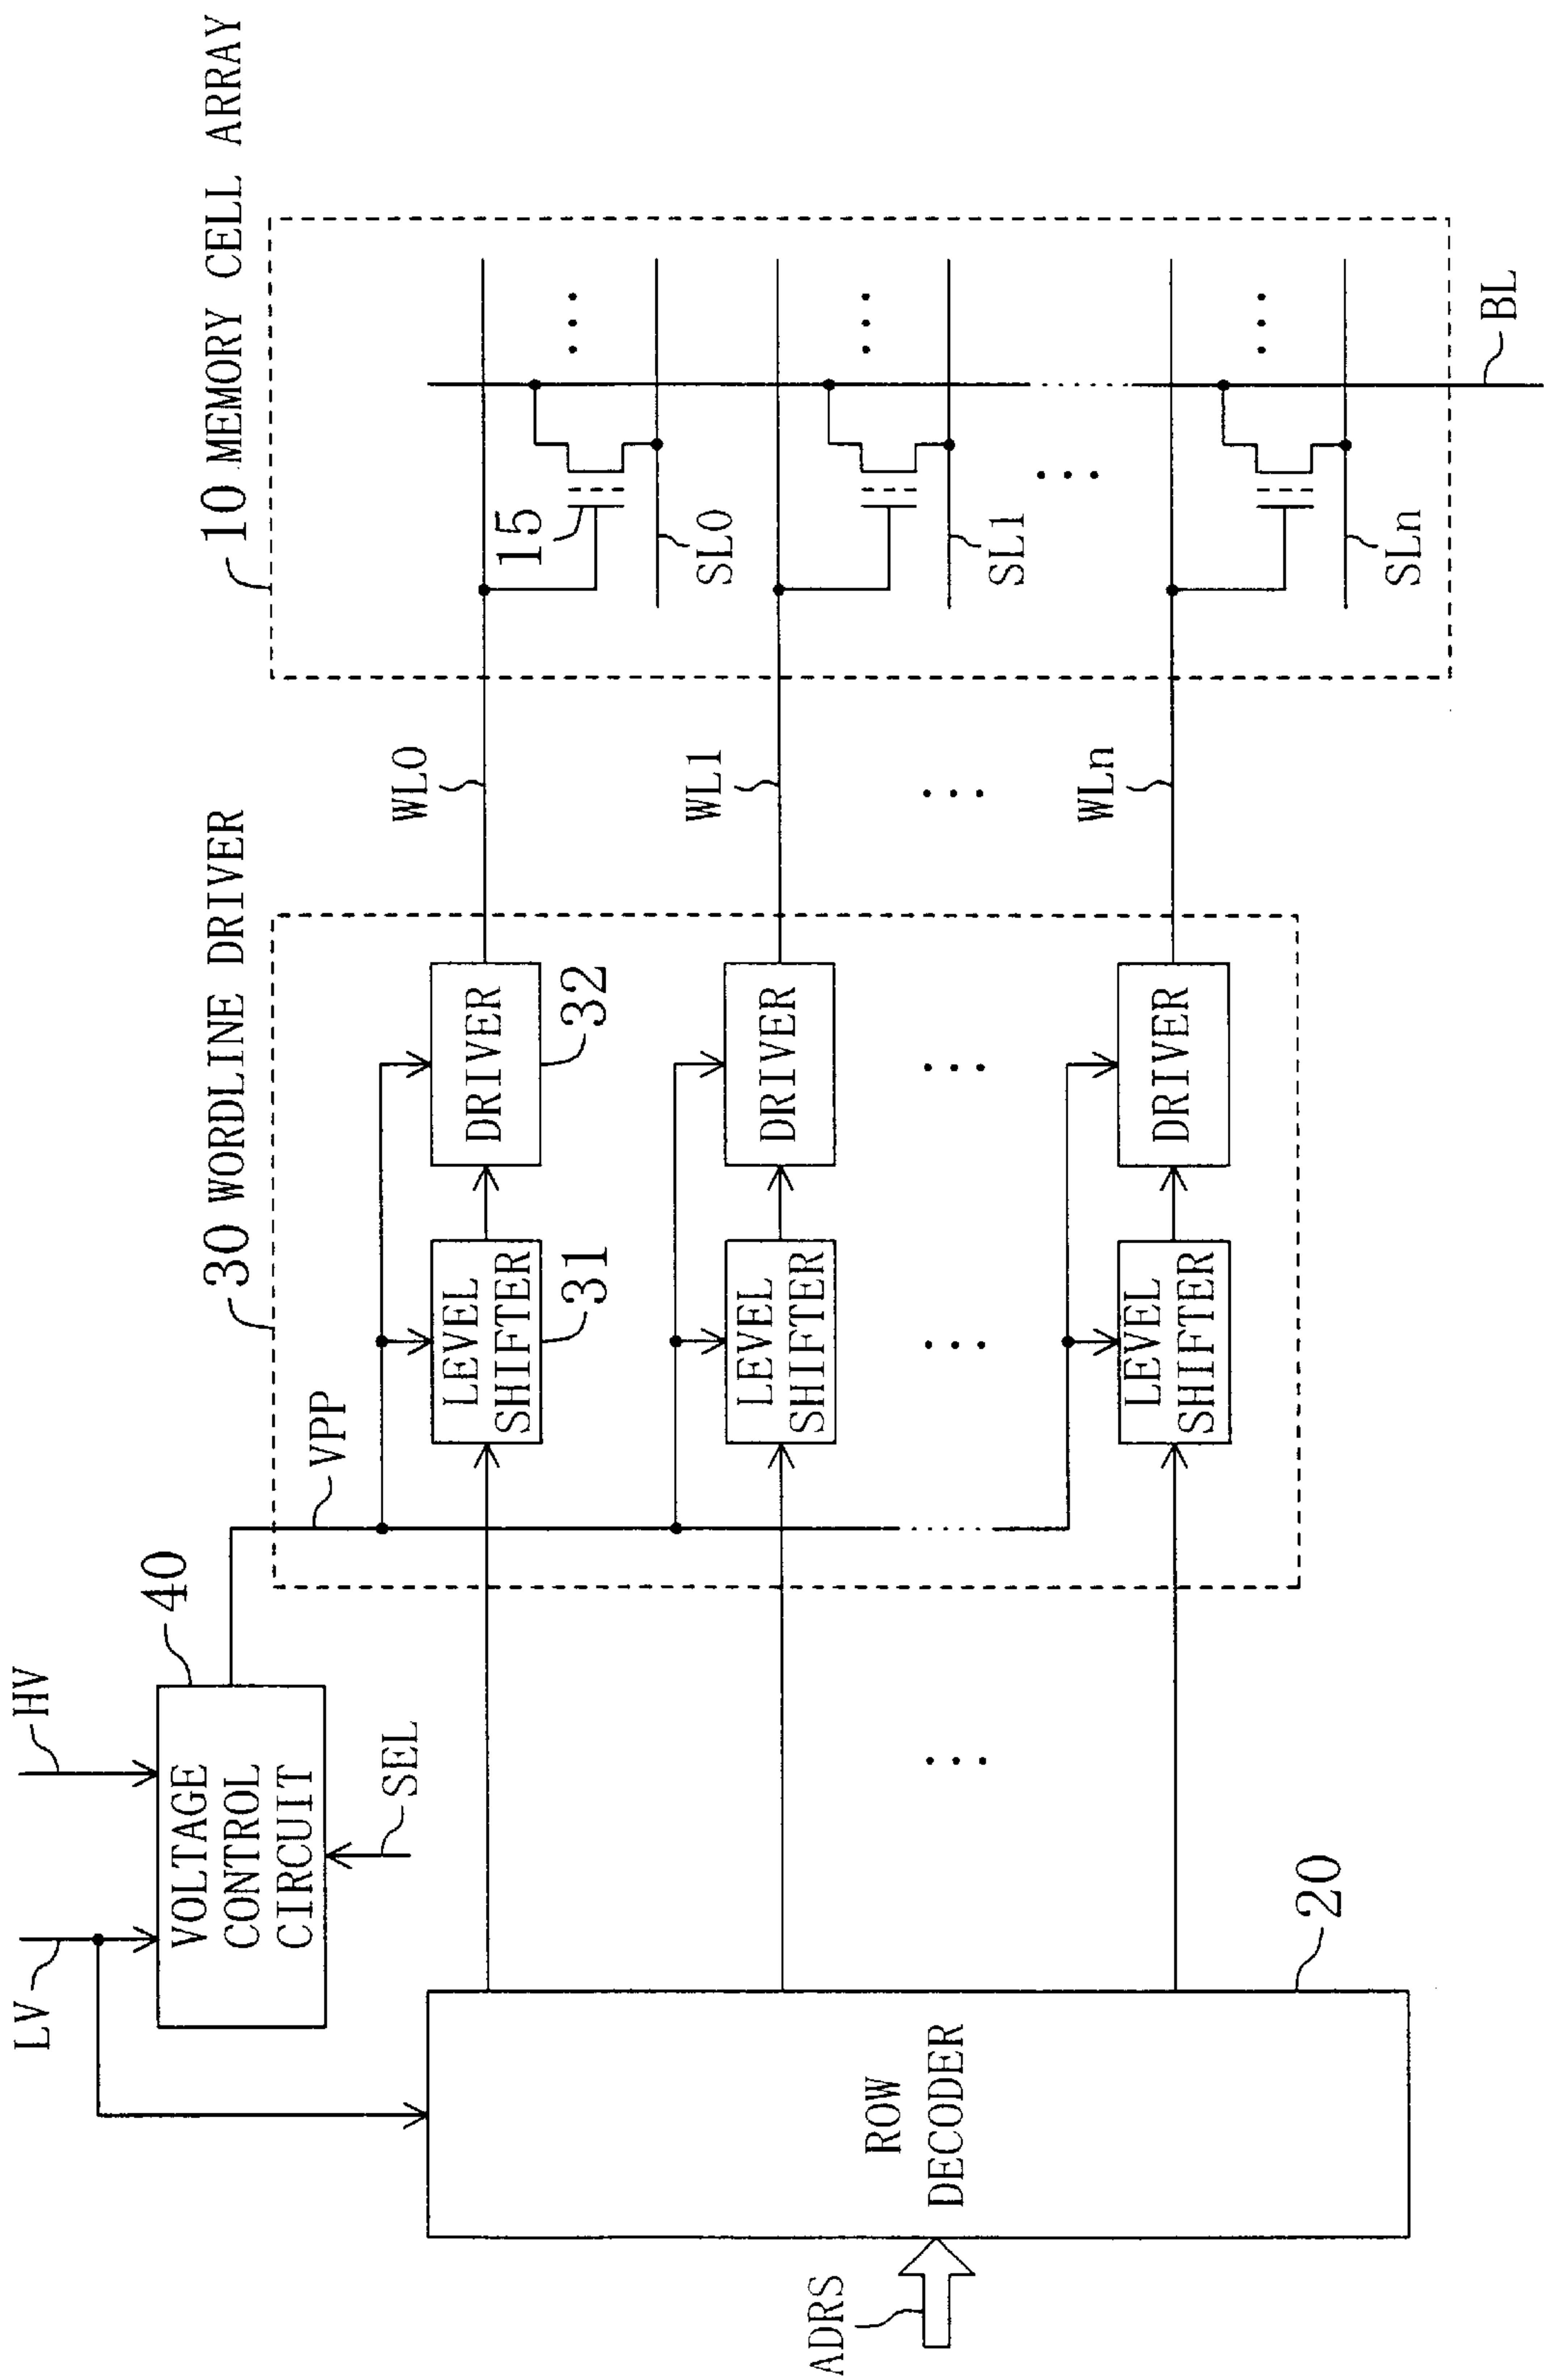 LV
HV
VOLTAGE
CONTROL
CIRCUIT
40
SEL
VPP
30 WORDLINE DRIVER
10 MEMORY CELL ARRAY
LEVEL
SHIFTER
31
DRIVER
32
WL0
15
SL0
LEVEL
SHIFTER
DRIVER
WL1
SL1
LEVEL
SHIFTER
DRIVER
WLn
SLn
BL
ADRS
ROW
DECODER
20